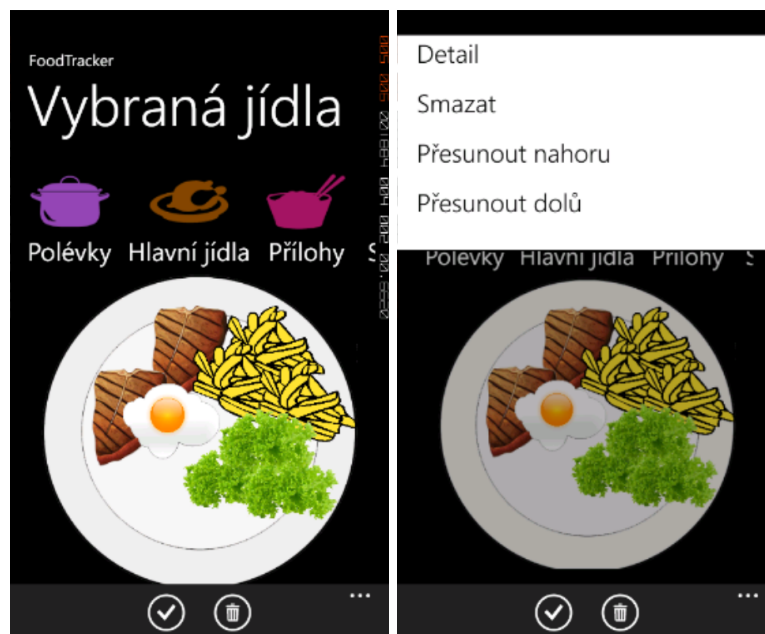 FoodTracker
Vybraná jídla
Polévky Hlavní jídla Přílohy
Detail
Smazat
Přesunout nahoru
Přesunout dolů
Polévky Hlavní jídla Přílohy